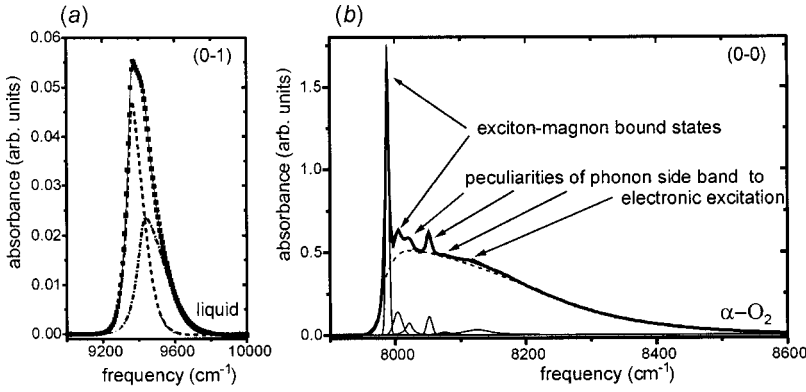 (a)
(0-1)
absorbance (arb. units)
0.06
0.05
0.04
0.03
0.02
0.01
0.00
liquid
9200
9600
10000
frequency (cm⁻¹)
(b)
(0-0)
absorbance (arb. units)
1.5
1.0
0.5
0.0
exciton-magnon bound states
peculiarities of phonon side band to
electronic excitation
α–O₂
8000
8200
8400
8600
frequency (cm⁻¹)